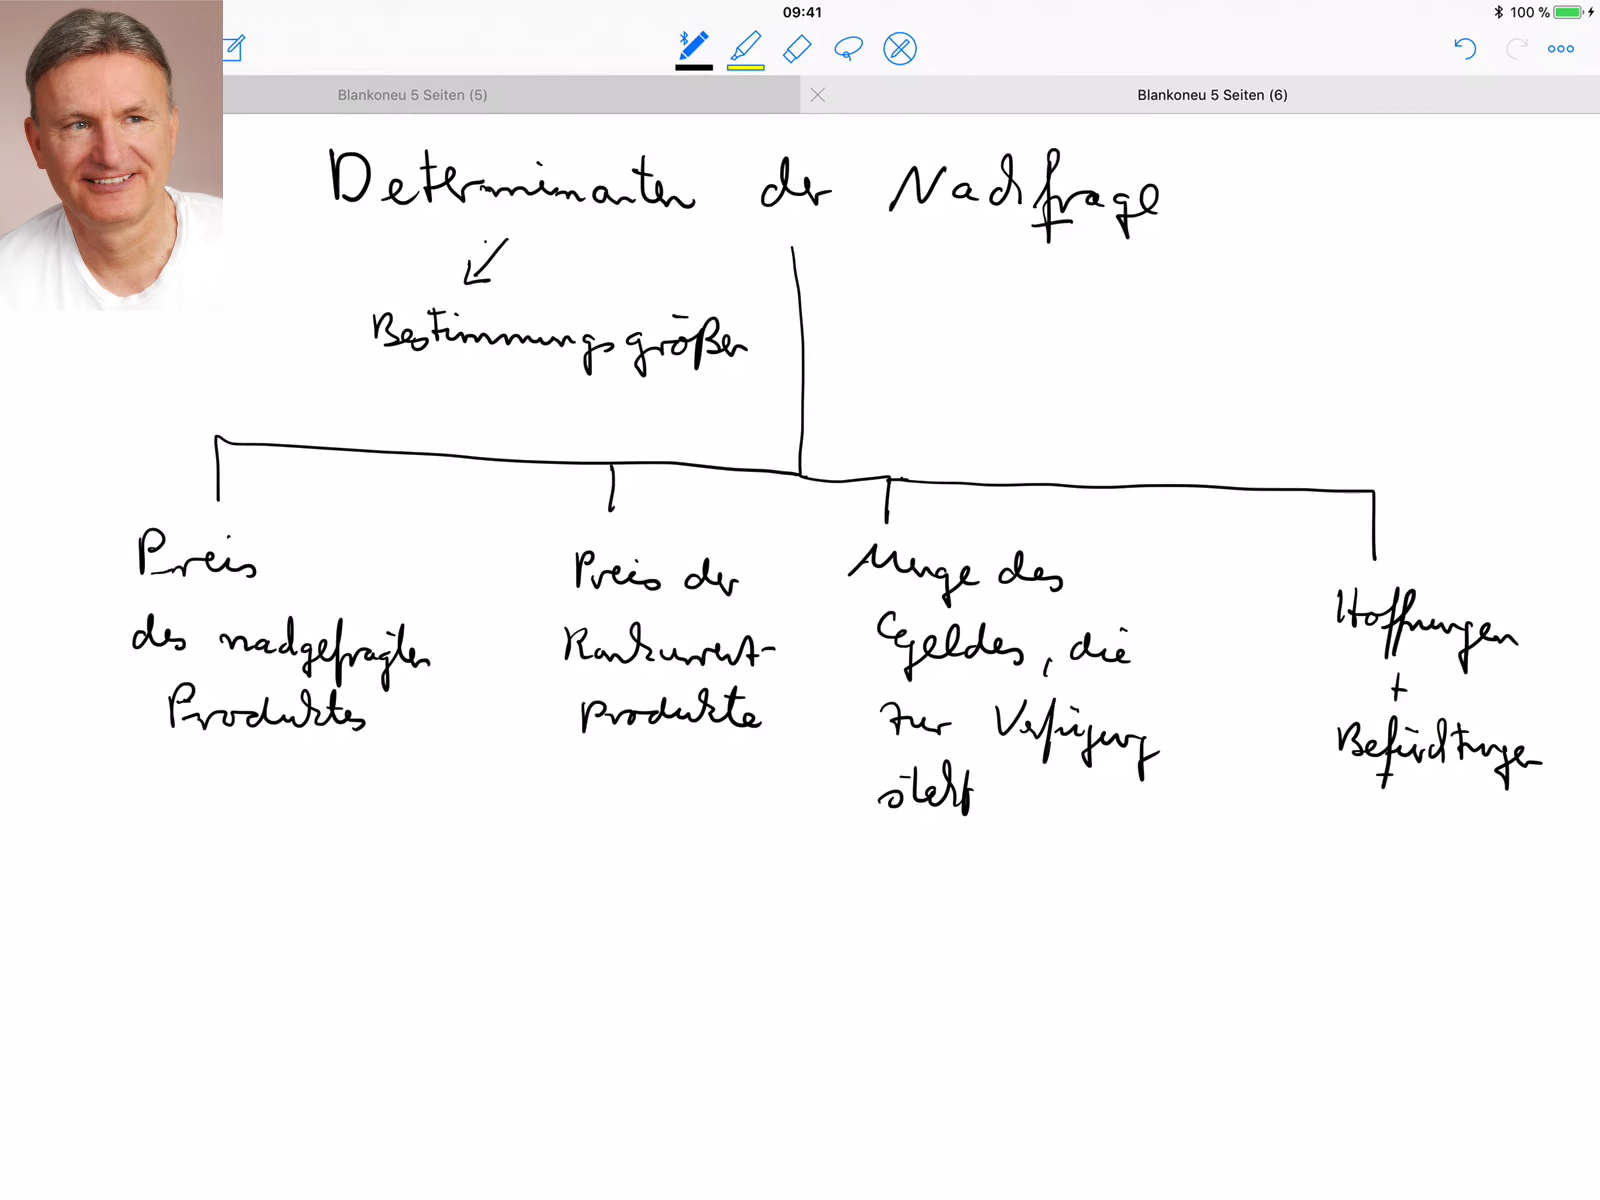 09:41
100 %
Blankoneu 5 Seiten (5)
Blankoneu 5 Seiten (6)
Determinanten der Nachfrage
Bestimmungsgrößen
Preis
des nachgefragten
Produktes
Preis der
Konkurrenz-
produkte
Menge des
Geldes, die
zur Verfügung
steht
Hoffnungen
+
Befürchtungen